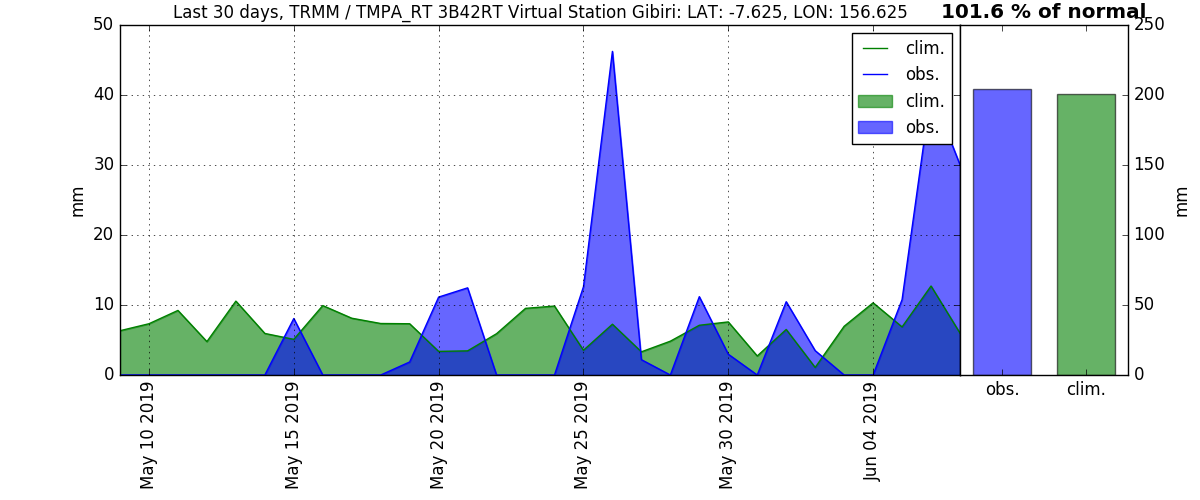 Last 30 days, TRMM / TMPA_RT 3B42RT Virtual Station Gibiri: LAT: -7.625, LON: 156.625
101.6 % of normal
50
40
30
20
10
0
mm
clim.
obs.
clim.
obs.
250
200
150
100
50
0
mm
May 10 2019
May 15 2019
May 20 2019
May 25 2019
May 30 2019
Jun 04 2019
obs.
clim.